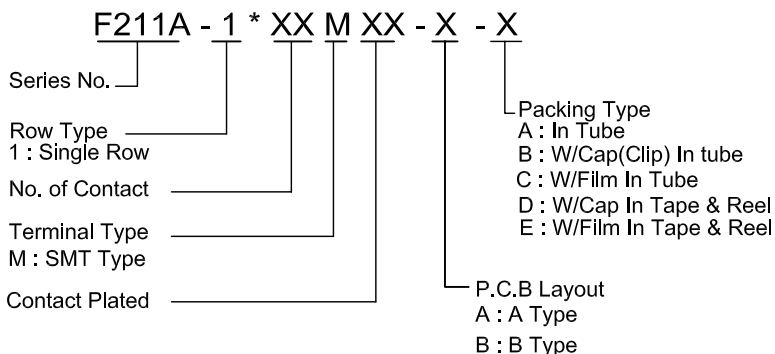 F211A - 1 * XX M XX - X - X
Series No.
Row Type
1 : Single Row
No. of Contact
Terminal Type
M : SMT Type
Contact Plated
Packing Type
A : In Tube
B : W/Cap(Clip) In tube
C : W/Film In Tube
D : W/Cap In Tape & Reel
E : W/Film In Tape & Reel
P.C.B Layout
A : A Type
B : B Type